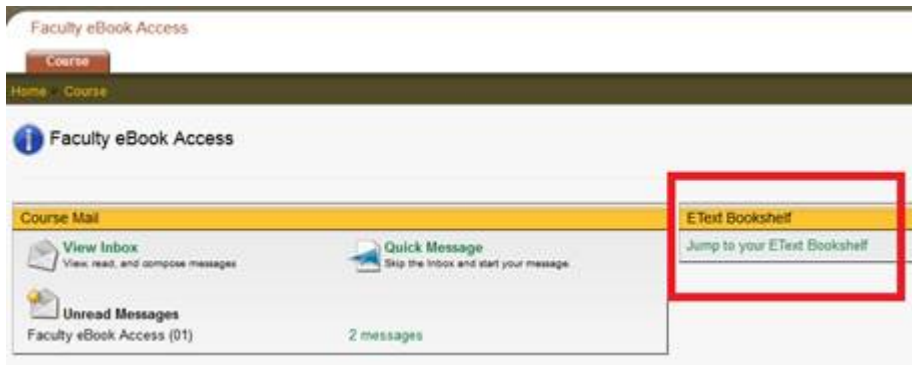 Faculty eBook Access
Course
Home Course
Faculty eBook Access
Course Mail
View Inbox
View, read, and compose messages
Quick Message
Skip the Inbox and start your message.
Unread Messages
Faculty eBook Access (01)
2 messages
EText Bookshelf
Jump to your EText Bookshelf